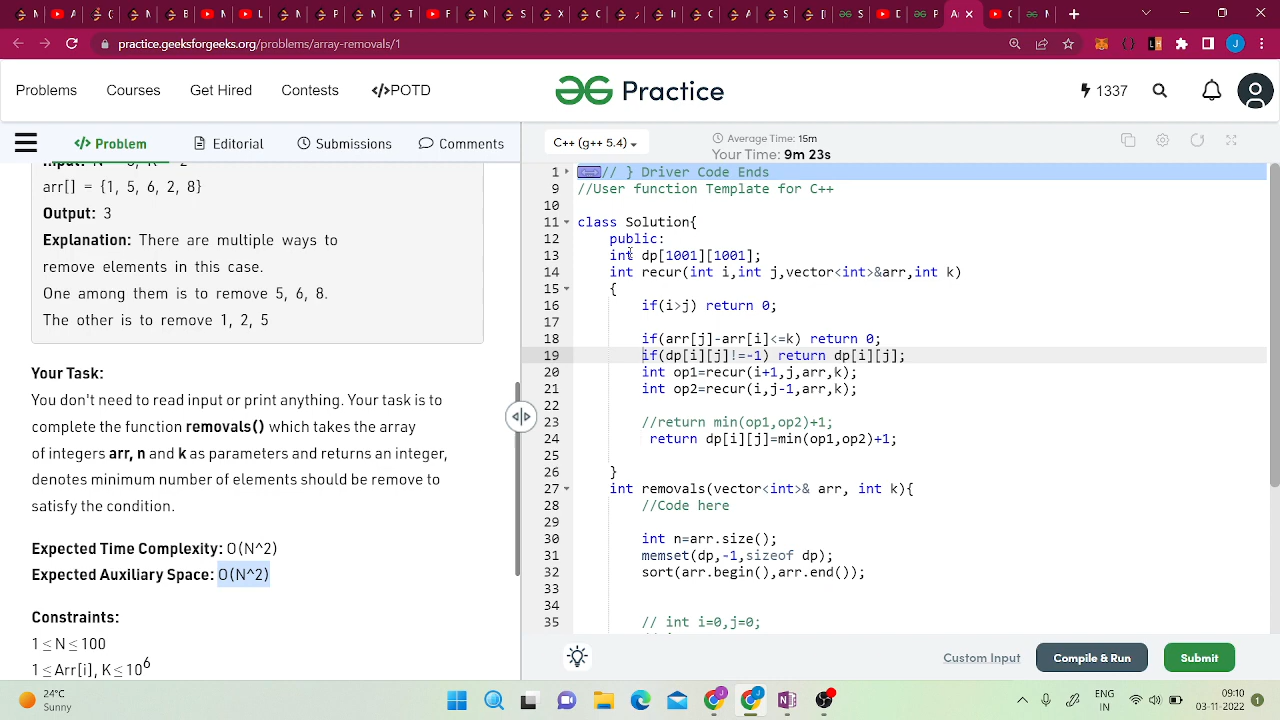 practice.geeksforgeeks.org/problems/array-removals/1
Problems
Courses
Get Hired
Contests
</>POTD
Practice
1337
</> Problem
Editorial
Submissions
Comments
C++ (g++ 5.4)
Average Time: 15m
Your Time: 9m 23s
arr[] = {1, 5, 6, 2, 8}
Output: 3
Explanation: There are multiple ways to
remove elements in this case.
One among them is to remove 5, 6, 8.
The other is to remove 1, 2, 5
Your Task:
You don't need to read input or print anything. Your task is to
complete the function removals() which takes the array
of integers arr, n and k as parameters and returns an integer,
denotes minimum number of elements should be remove to
satisfy the condition.
Expected Time Complexity: O(N^2)
Expected Auxiliary Space: O(N^2)
Constraints:
1 ≤ N ≤ 100
1 ≤ Arr[i], K ≤ 10^6
1 // } Driver Code Ends
9 //User function Template for C++
10
11 class Solution{
12 public:
13 int dp[1001][1001];
14 int recur(int i,int j,vector<int>&arr,int k)
15 {
16 if(i>j) return 0;
17
18 if(arr[j]-arr[i]<=k) return 0;
19 if(dp[i][j]!=-1) return dp[i][j];
20 int op1=recur(i+1,j,arr,k);
21 int op2=recur(i,j-1,arr,k);
22
23 //return min(op1,op2)+1;
24 return dp[i][j]=min(op1,op2)+1;
25
26 }
27 int removals(vector<int>& arr, int k){
28 //Code here
29
30 int n=arr.size();
31 memset(dp,-1,sizeof dp);
32 sort(arr.begin(),arr.end());
33
34
35 // int i=0,j=0;
Custom Input
Compile & Run
Submit
24°C
Sunny
ENG
IN
08:10
03-11-2022
1